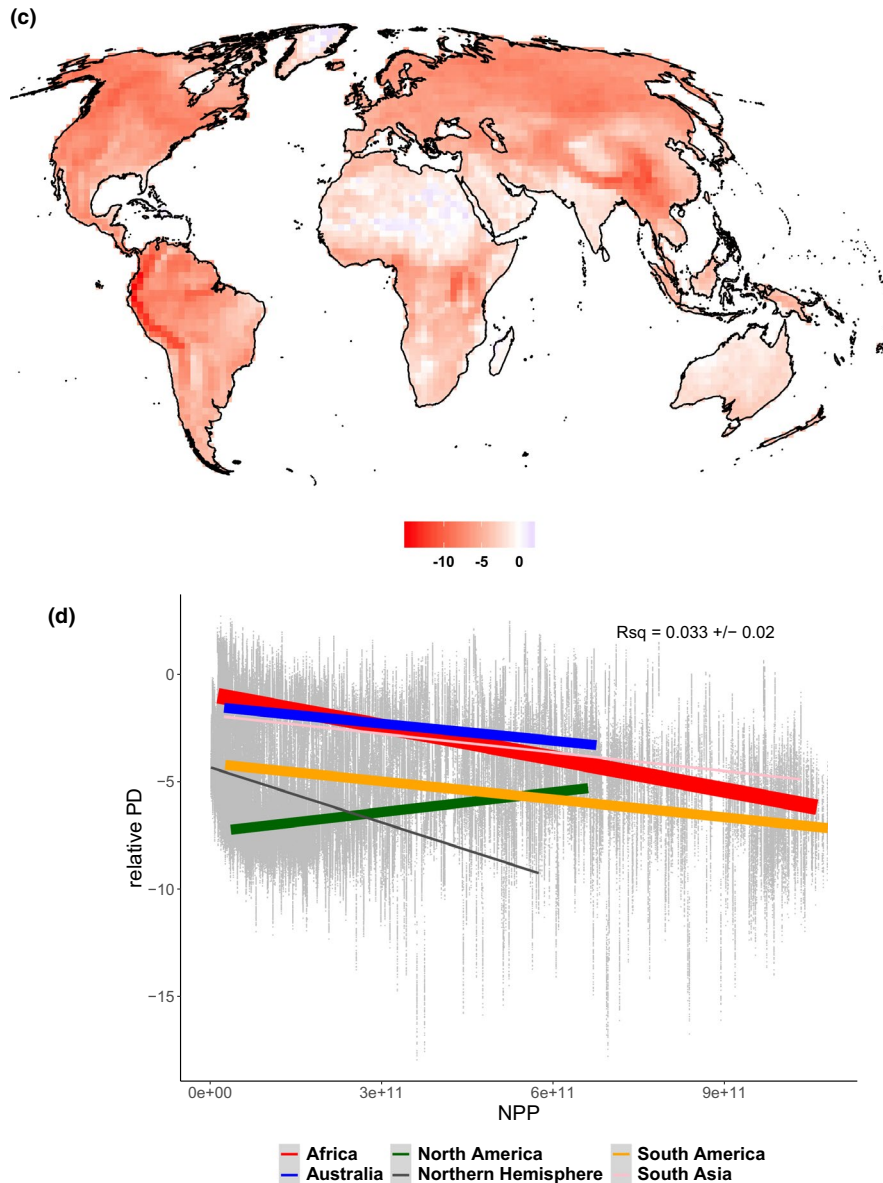 (c)
-10 -5 0
(d)
Rsq = 0.033 +/− 0.02
0
−5
−10
−15
relative PD
0e+00 3e+11 6e+11 9e+11
NPP
Africa North America South America
Australia Northern Hemisphere South Asia